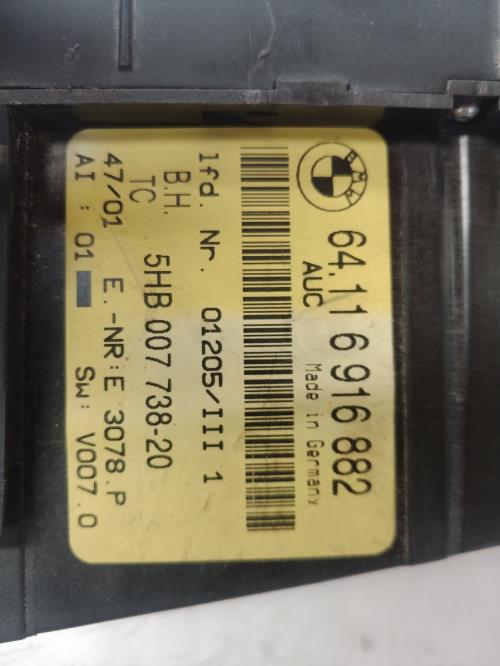 BMW
64.11 6 916 882
AUC Made in Germany
lfd. Nr. 01205/III 1
B.H. 5HB 007 738-20
TC
47/01 E.-NR:E 3078.P
AI : 01 SW: V007.0